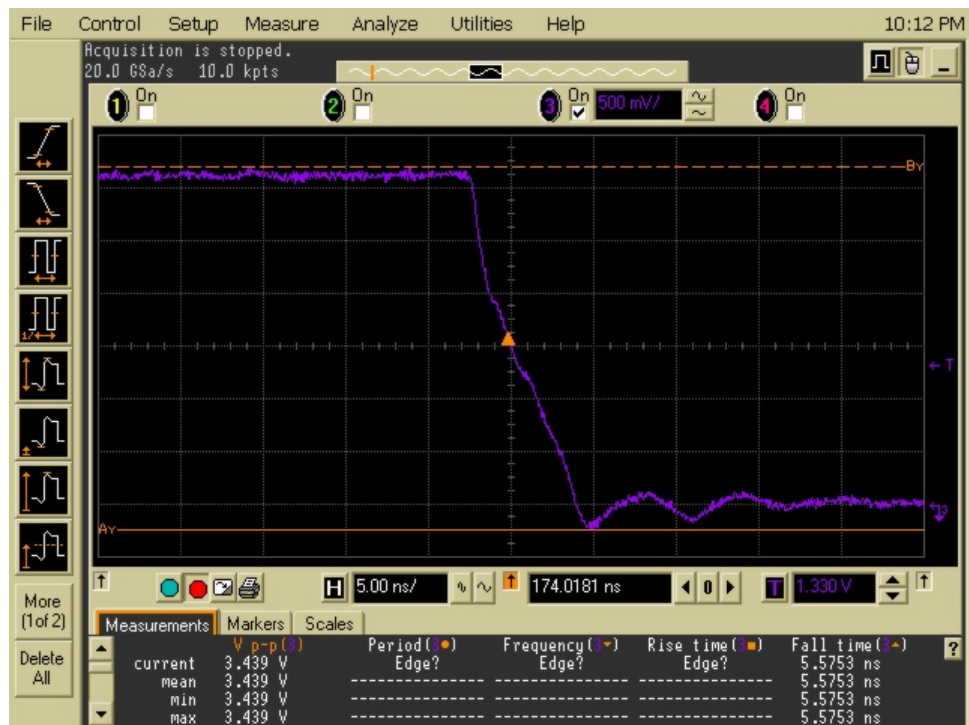 File Control Setup Measure Analyze Utilities Help 10:12 PM
Acquisition is stopped.
20.0 GSa/s 10.0 kpts
1 On 2 On 3 On 500 mV/ 4 On
By
T
Ay
3
H 5.00 ns/ 174.0181 ns 0 T 1.330 V
More
(1of 2)
Delete
All
Measurements Markers Scales
V p-p(3) Period(3) Frequency(3) Rise time(3) Fall time(3) ?
current 3.439 V Edge? Edge? Edge? 5.5753 ns
mean 3.439 V --------------- --------------- --------------- 5.5753 ns
min 3.439 V --------------- --------------- --------------- 5.5753 ns
max 3.439 V --------------- --------------- --------------- 5.5753 ns